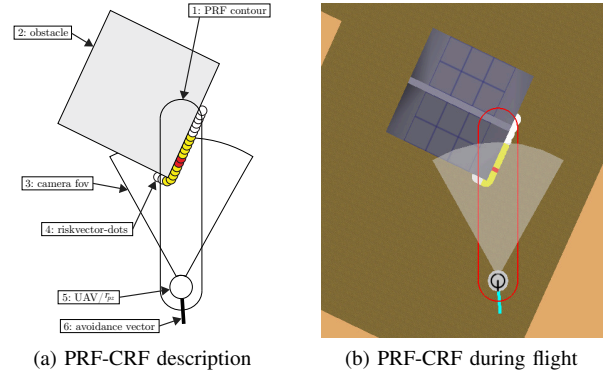 1: PRF contour
2: obstacle
3: camera fov
4: riskvector-dots
5: UAV/r_pz
6: avoidance vector
(a) PRF-CRF description
(b) PRF-CRF during flight